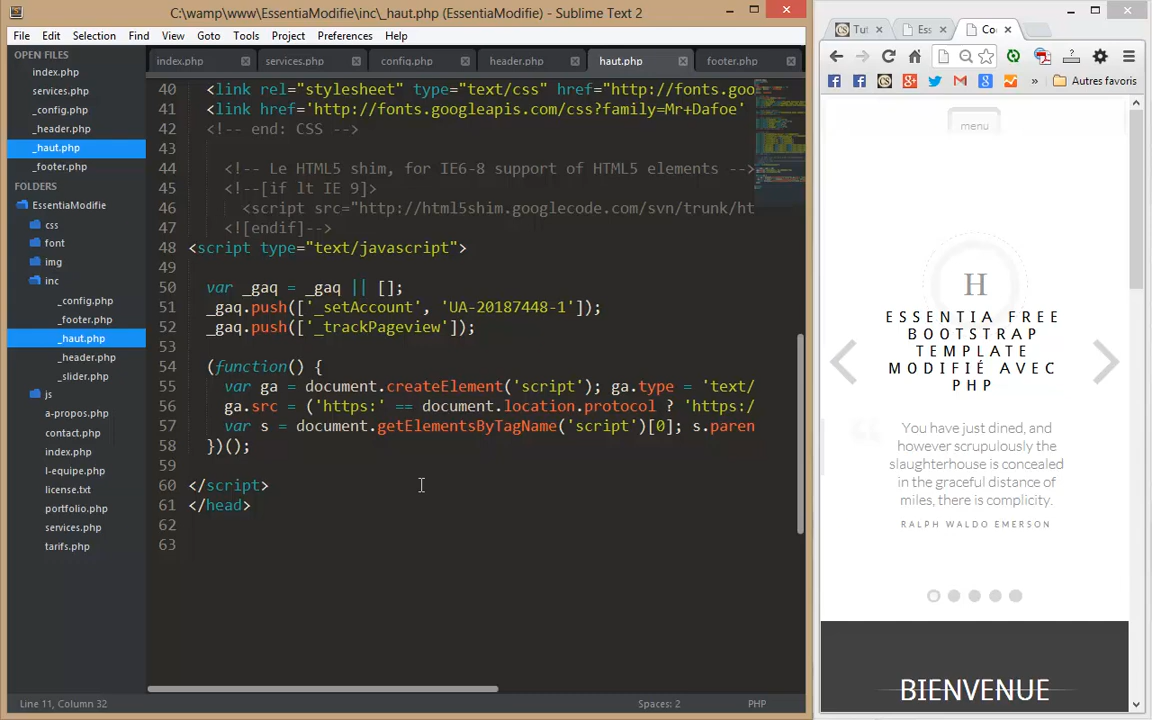 C:\wamp\www\EssentiaModifie\inc\_haut.php (EssentiaModifie) - Sublime Text 2
File Edit Selection Find View Goto Tools Project Preferences Help
OPEN FILES
index.php
services.php
_config.php
_header.php
_haut.php
_footer.php
FOLDERS
EssentiaModifie
css
font
img
inc
_config.php
_footer.php
_haut.php
_header.php
_slider.php
js
a-propos.php
contact.php
index.php
l-equipe.php
license.txt
portfolio.php
services.php
tarifs.php
index.php services.php config.php header.php haut.php footer.php
40 <link rel="stylesheet" type="text/css" href="http://fonts.goo
41 <link href='http://fonts.googleapis.com/css?family=Mr+Dafoe'
42 <!-- end: CSS -->
43
44 <!-- Le HTML5 shim, for IE6-8 support of HTML5 elements -->
45 <!--[if lt IE 9]>
46 <script src="http://html5shim.googlecode.com/svn/trunk/ht
47 <![endif]-->
48 <script type="text/javascript">
49
50 var _gaq = _gaq || [];
51 _gaq.push(['_setAccount', 'UA-20187448-1']);
52 _gaq.push(['_trackPageview']);
53
54 (function() {
55 var ga = document.createElement('script'); ga.type = 'text/
56 ga.src = ('https:' == document.location.protocol ? 'https:/
57 var s = document.getElementsByTagName('script')[0]; s.paren
58 })();
59
60 </script>
61 </head>
62
63
Line 11, Column 32
Spaces: 2 PHP
Tut Ess Co
Autres favoris
menu
H
ESSENTIA FREE
BOOTSTRAP
TEMPLATE
MODIFIÉ AVEC
PHP
You have just dined, and
however scrupulously the
slaughterhouse is concealed
in the graceful distance of
miles, there is complicity.
RALPH WALDO EMERSON
BIENVENUE